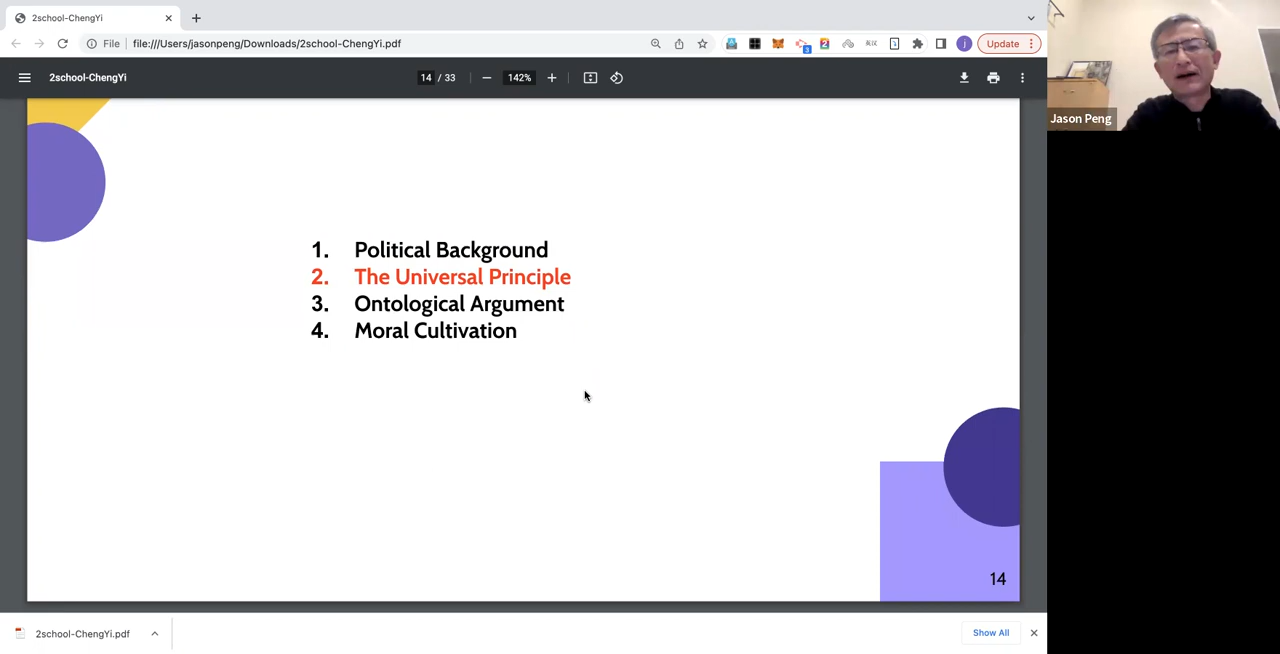 2school-ChengYi
File
file:///Users/jasonpeng/Downloads/2school-ChengYi.pdf
Update
2school-ChengYi
14 / 33
142%
1. Political Background
2. The Universal Principle
3. Ontological Argument
4. Moral Cultivation
14
Jason Peng
2school-ChengYi.pdf
Show All